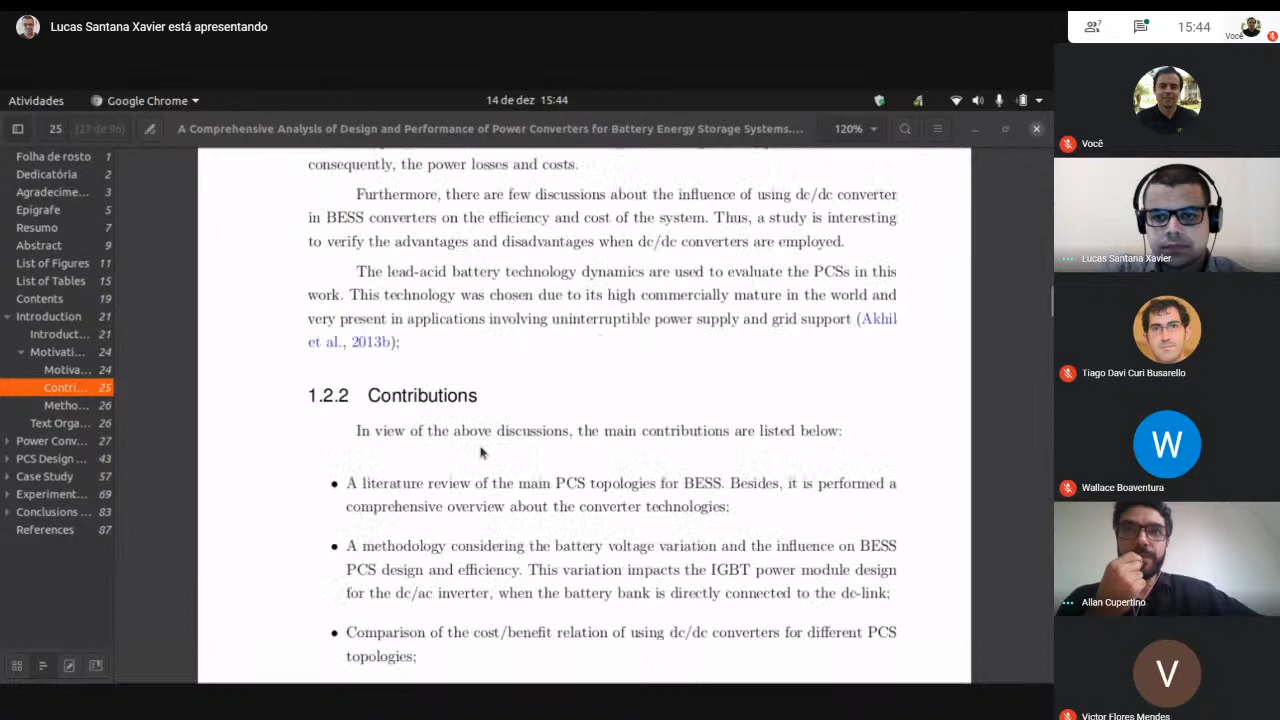 Lucas Santana Xavier está apresentando
7
15:44
Você
Atividades
Google Chrome
14 de dez 15:44
25
(27 de 96)
A Comprehensive Analysis of Design and Performance of Power Converters for Battery Energy Storage Systems....
120%
Folha de rosto 1
Dedicatória 2
Agradecime... 3
Epígrafe 5
Resumo 7
Abstract 9
List of Figures 11
List of Tables 15
Contents 19
Introduction 21
Introduct... 21
Motivati... 24
Motiva... 24
Contri... 25
Metho... 26
Text Orga... 26
Power Conv... 27
PCS Design ... 43
Case Study 57
Experiment... 69
Conclusions ... 83
References 87
consequently, the power losses and costs.
Furthermore, there are few discussions about the influence of using dc/dc converter
in BESS converters on the efficiency and cost of the system. Thus, a study is interesting
to verify the advantages and disadvantages when dc/dc converters are employed.
The lead-acid battery technology dynamics are used to evaluate the PCSs in this
work. This technology was chosen due to its high commercially mature in the world and
very present in applications involving uninterruptible power supply and grid support (Akhil
et al., 2013b);
1.2.2 Contributions
In view of the above discussions, the main contributions are listed below:
• A literature review of the main PCS topologies for BESS. Besides, it is performed a
comprehensive overview about the converter technologies;
• A methodology considering the battery voltage variation and the influence on BESS
PCS design and efficiency. This variation impacts the IGBT power module design
for the dc/ac inverter, when the battery bank is directly connected to the dc-link;
• Comparison of the cost/benefit relation of using dc/dc converters for different PCS
topologies;
Você
Lucas Santana Xavier
Tiago Davi Curi Busarello
W
Wallace Boaventura
Allan Cupertino
V
Victor Flores Mendes